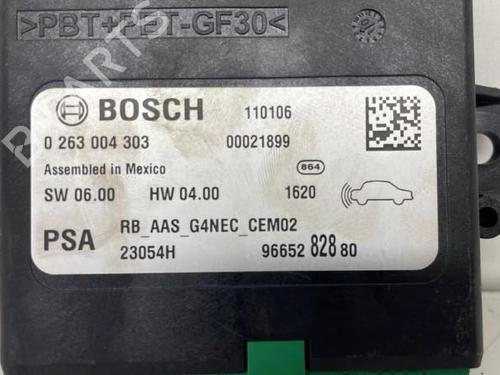 >PBT+PET-GF30<
BOSCH 110106
0 263 004 303 00021899
Assembled in Mexico 864
SW 06.00 HW 04.00 1620
PSA RB_AAS_G4NEC_CEM02
23054H 96652 828 80